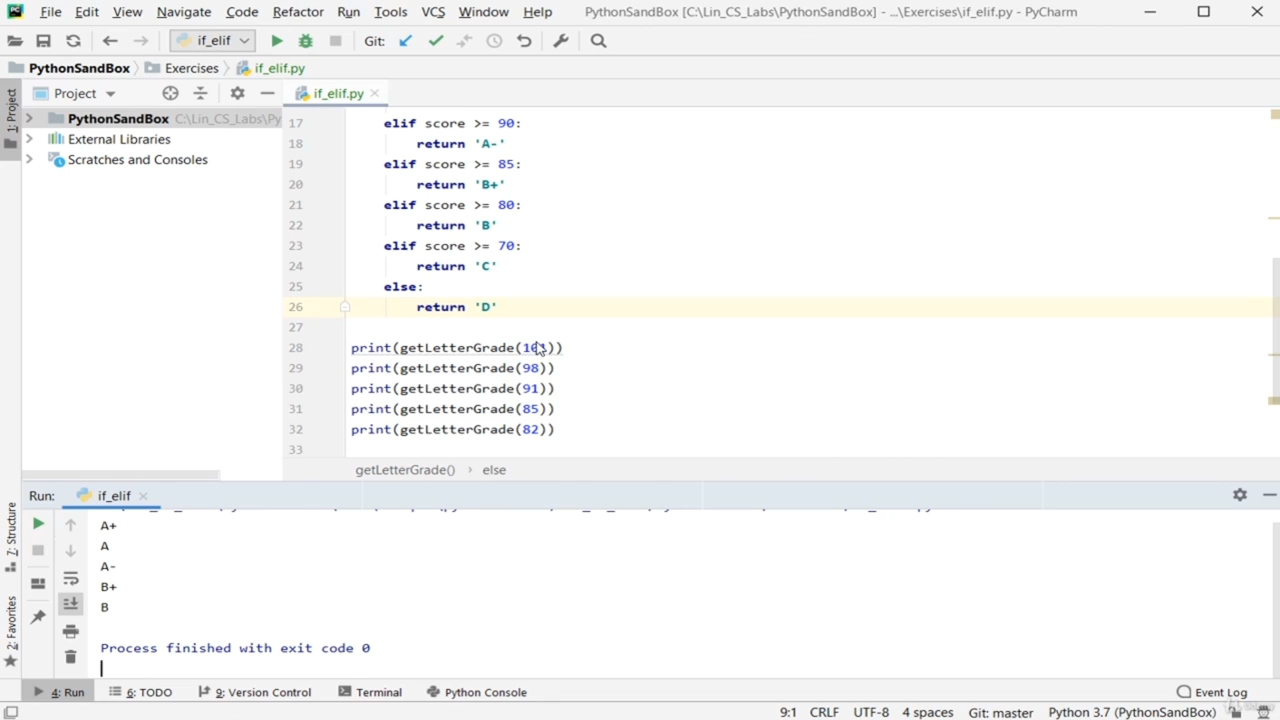 File Edit View Navigate Code Refactor Run Tools VCS Window Help PythonSandBox [C:\Lin_CS_Labs\PythonSandBox] - ...\Exercises\if_elif.py - PyCharm
if_elif Git:
PythonSandBox Exercises if_elif.py
1: Project
Project if_elif.py
PythonSandBox C:\Lin_CS_Labs\Py
External Libraries
Scratches and Consoles
17 elif score >= 90:
18 return 'A-'
19 elif score >= 85:
20 return 'B+'
21 elif score >= 80:
22 return 'B'
23 elif score >= 70:
24 return 'C'
25 else:
26 return 'D'
27
28 print(getLetterGrade(101))
29 print(getLetterGrade(98))
30 print(getLetterGrade(91))
31 print(getLetterGrade(85))
32 print(getLetterGrade(82))
33
getLetterGrade() › else
Run: if_elif
7: Structure
2: Favorites
A+
A
A-
B+
B
Process finished with exit code 0
4: Run 6: TODO 9: Version Control Terminal Python Console Event Log
9:1 CRLF UTF-8 4 spaces Git: master Python 3.7 (PythonSandBox)